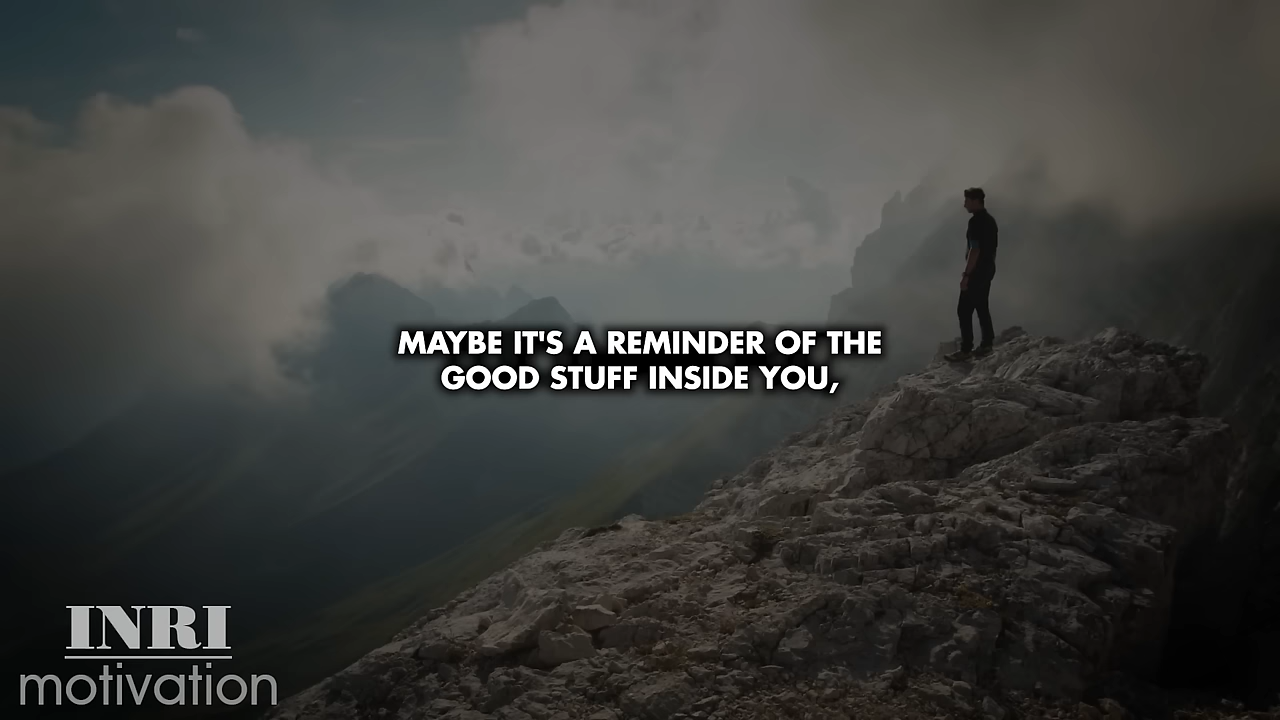 MAYBE IT'S A REMINDER OF THE
GOOD STUFF INSIDE YOU,
INRI
motivation